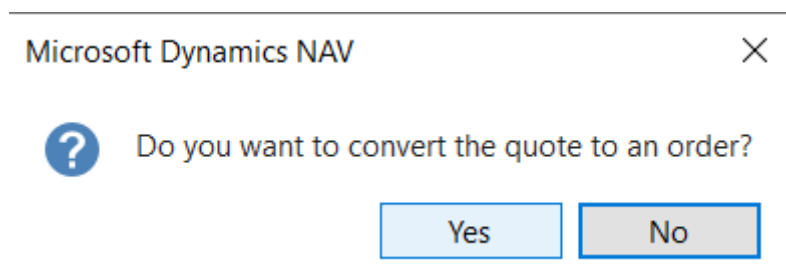 Microsoft Dynamics NAV
Do you want to convert the quote to an order?
Yes No